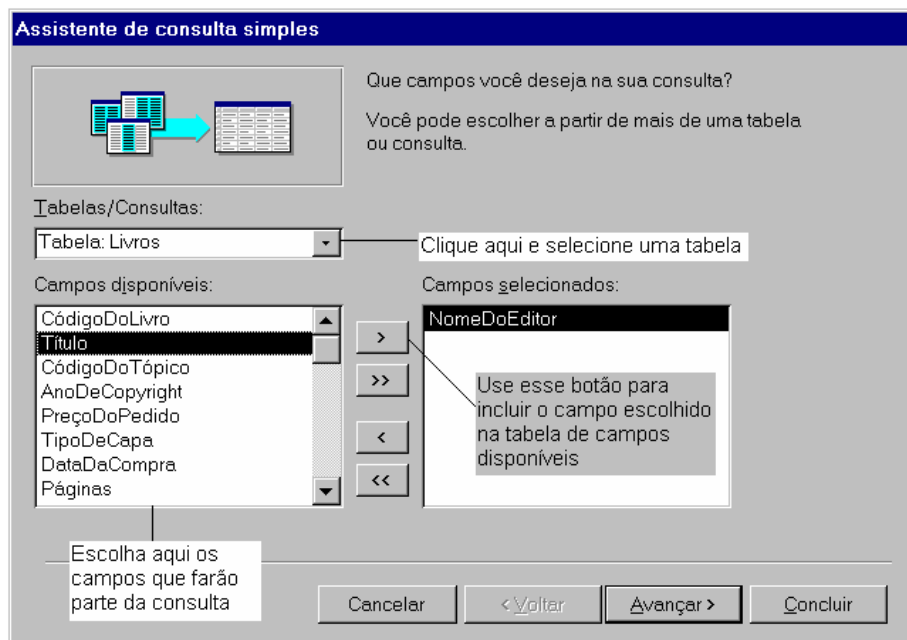 Assistente de consulta simples
Que campos você deseja na sua consulta?
Você pode escolher a partir de mais de uma tabela
ou consulta.
Tabelas/Consultas:
Tabela: Livros
Clique aqui e selecione uma tabela
Campos disponíveis:
Campos selecionados:
CódigoDoLivro
Título
CódigoDoTópico
AnoDeCopyright
PreçoDoPedido
TipoDeCapa
DataDaCompra
Páginas
>
>>
<
<<
NomeDoEditor
Use esse botão para
incluir o campo escolhido
na tabela de campos
disponíveis
Escolha aqui os
campos que farão
parte da consulta
Cancelar
< Voltar
Avançar >
Concluir